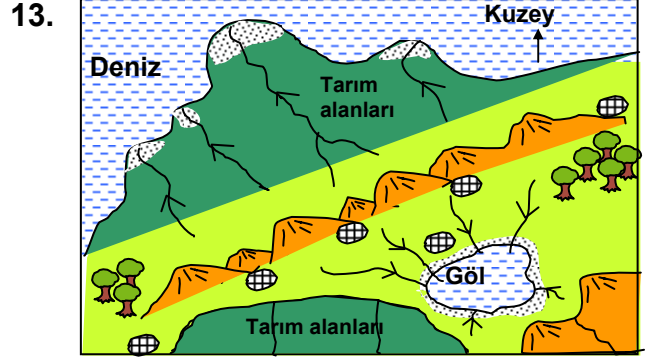 13.
Kuzey
Deniz
Tarım
alanları
Göl
Tarım alanları